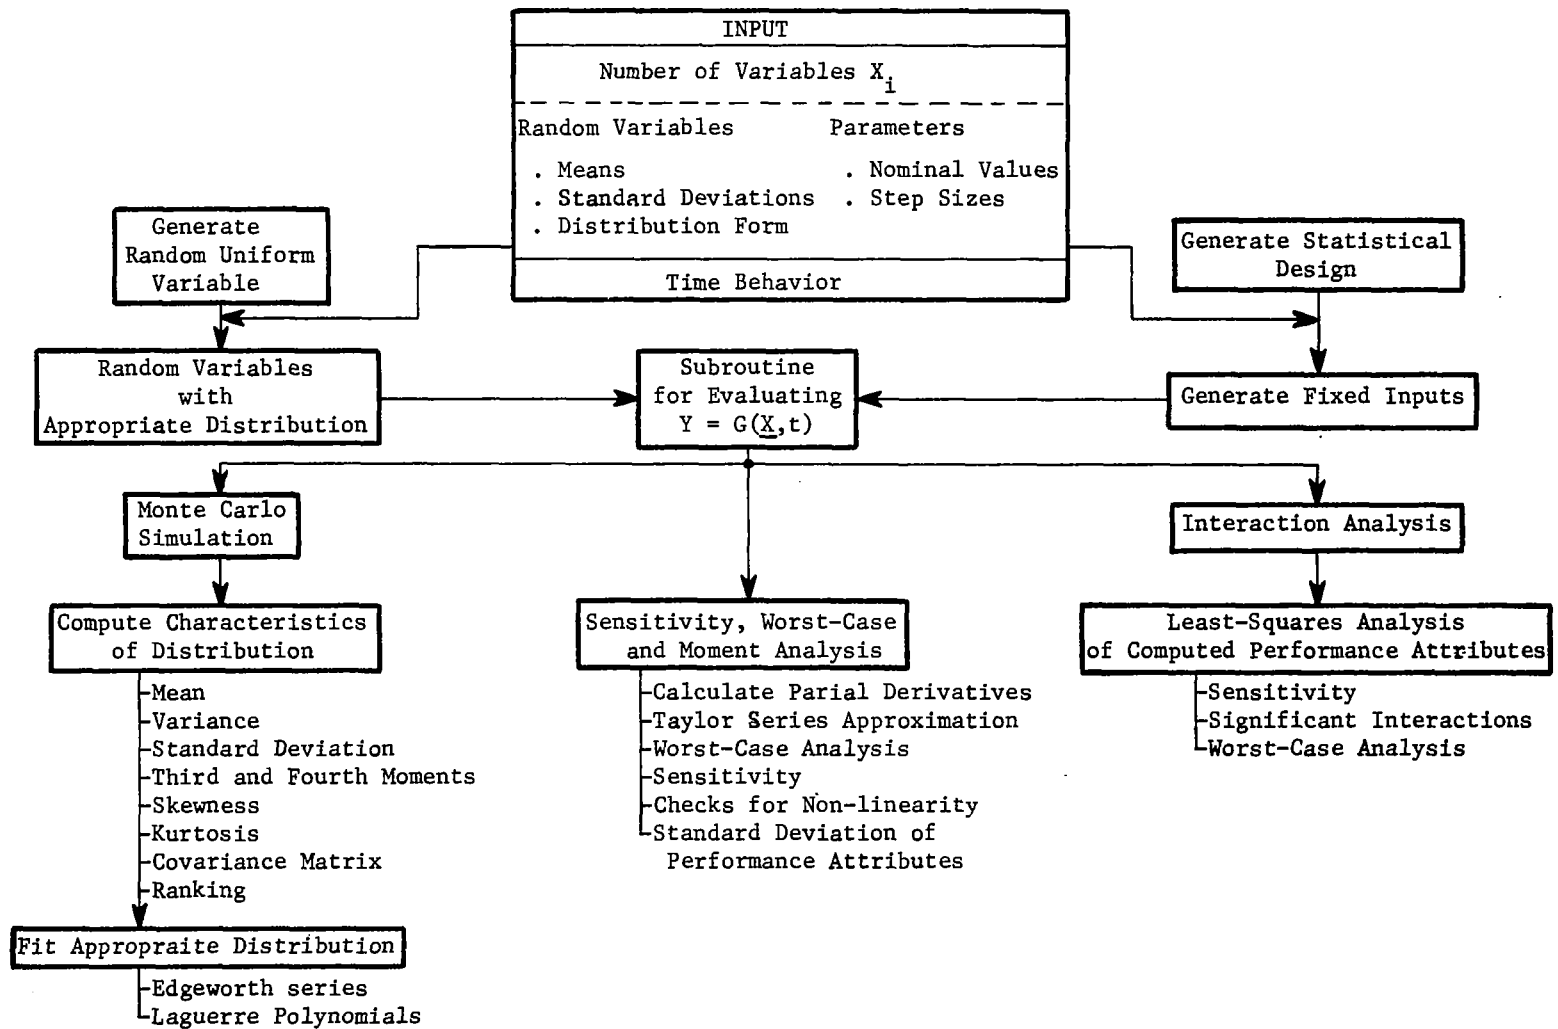 INPUT
Number of Variables Xi
Random Variables
. Means
. Standard Deviations
. Distribution Form
Parameters
. Nominal Values
. Step Sizes
Time Behavior
Generate
Random Uniform
Variable
Generate Statistical
Design
Random Variables
with
Appropriate Distribution
Subroutine
for Evaluating
Y = G(X,t)
Generate Fixed Inputs
Monte Carlo
Simulation
Interaction Analysis
Compute Characteristics
of Distribution
Mean
Variance
Standard Deviation
Third and Fourth Moments
Skewness
Kurtosis
Covariance Matrix
Ranking
Fit Appropraite Distribution
Edgeworth series
Laguerre Polynomials
Sensitivity, Worst-Case
and Moment Analysis
Calculate Parial Derivatives
Taylor Series Approximation
Worst-Case Analysis
Sensitivity
Checks for Non-linearity
Standard Deviation of
Performance Attributes
Least-Squares Analysis
of Computed Performance Attributes
Sensitivity
Significant Interactions
Worst-Case Analysis